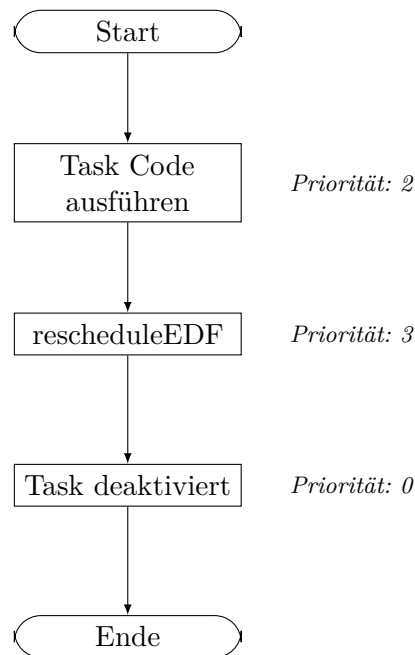 Start
Task Code
ausführen
Priorität: 2
rescheduleEDF
Priorität: 3
Task deaktiviert
Priorität: 0
Ende